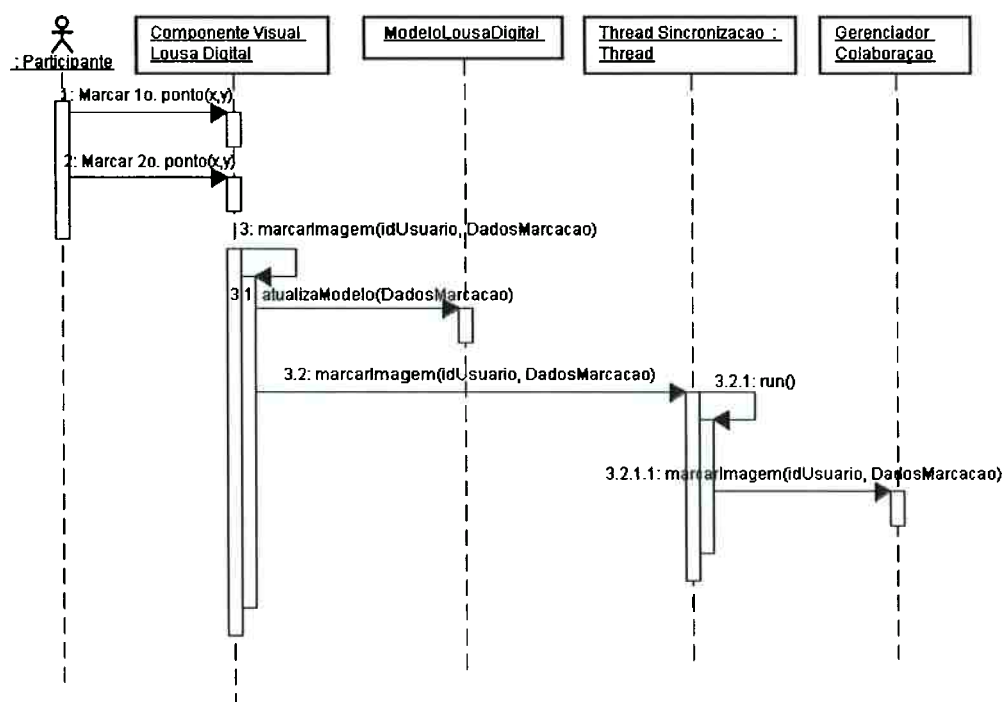 : Participante
Componente Visual
Lousa Digital
ModeloLousaDigital
Thread Sincronizacao :
Thread
Gerenciador
Colaboraçao
1: Marcar 1o. ponto(x,y)
2: Marcar 2o. ponto(x,y)
3: marcarImagem(idUsuario, DadosMarcacao)
3.1: atualizaModelo(DadosMarcacao)
3.2: marcarImagem(idUsuario, DadosMarcacao)
3.2.1: run()
3.2.1.1: marcarImagem(idUsuario, DadosMarcacao)